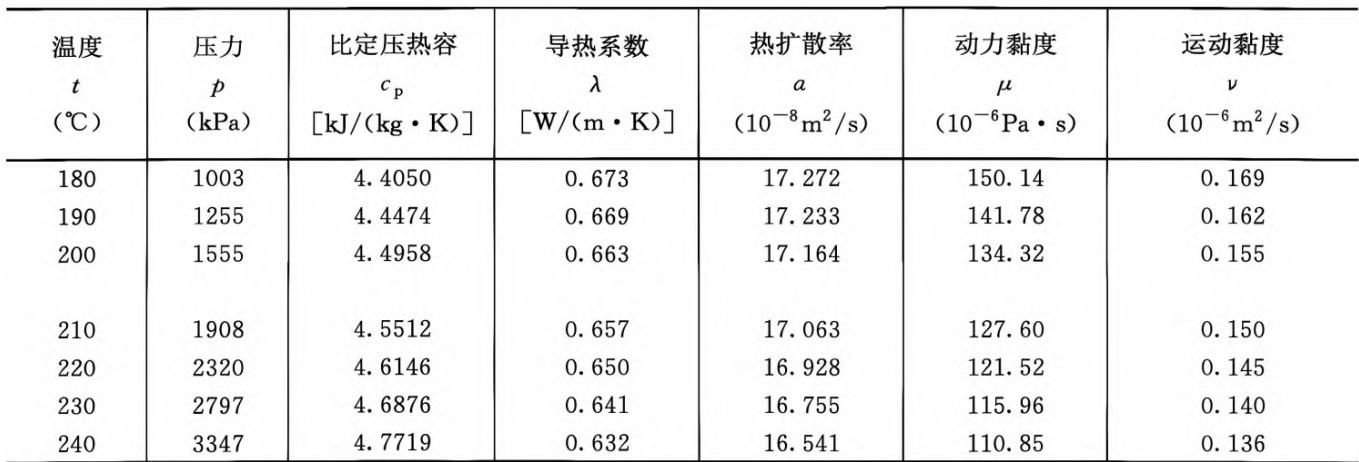 温度 压力 比定压热容 导热系数 热扩散率 动力黏度 运动黏度
t p cp λ a μ ν
(℃) (kPa) [kJ/(kg·K)] [W/(m·K)] (10⁻⁸m²/s) (10⁻⁶Pa·s) (10⁻⁶m²/s)
180 1003 4.4050 0.673 17.272 150.14 0.169
190 1255 4.4474 0.669 17.233 141.78 0.162
200 1555 4.4958 0.663 17.164 134.32 0.155
210 1908 4.5512 0.657 17.063 127.60 0.150
220 2320 4.6146 0.650 16.928 121.52 0.145
230 2797 4.6876 0.641 16.755 115.96 0.140
240 3347 4.7719 0.632 16.541 110.85 0.136